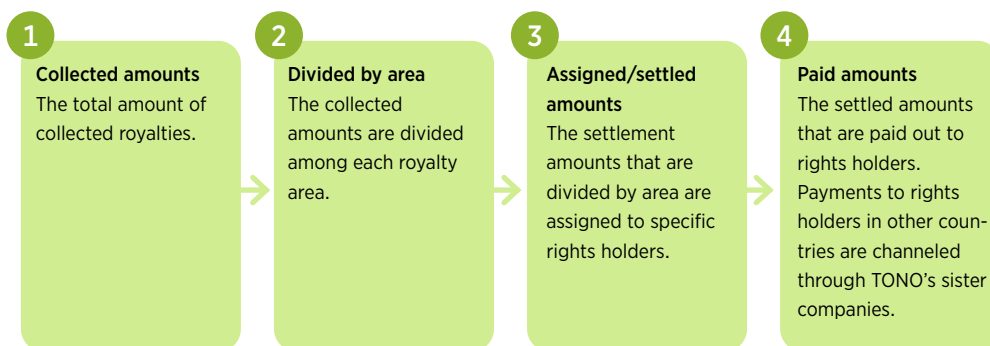 1
Collected amounts
The total amount of
collected royalties.
2
Divided by area
The collected
amounts are divided
among each royalty
area.
3
Assigned/settled
amounts
The settlement
amounts that are
divided by area are
assigned to specific
rights holders.
4
Paid amounts
The settled amounts
that are paid out to
rights holders.
Payments to rights
holders in other coun-
tries are channeled
through TONO’s sister
companies.